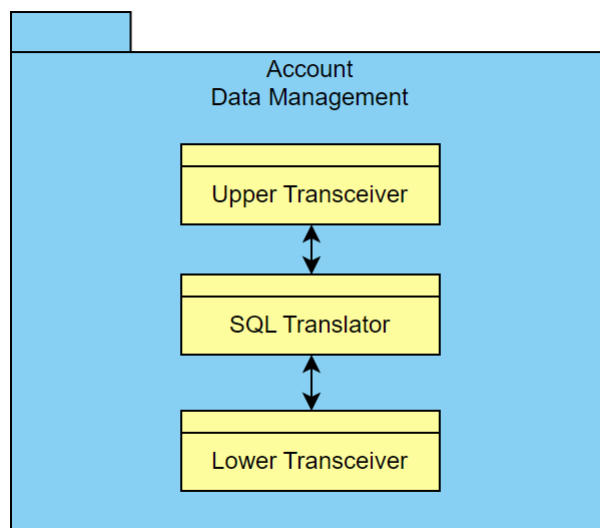 Account
Data Management
Upper Transceiver
SQL Translator
Lower Transceiver